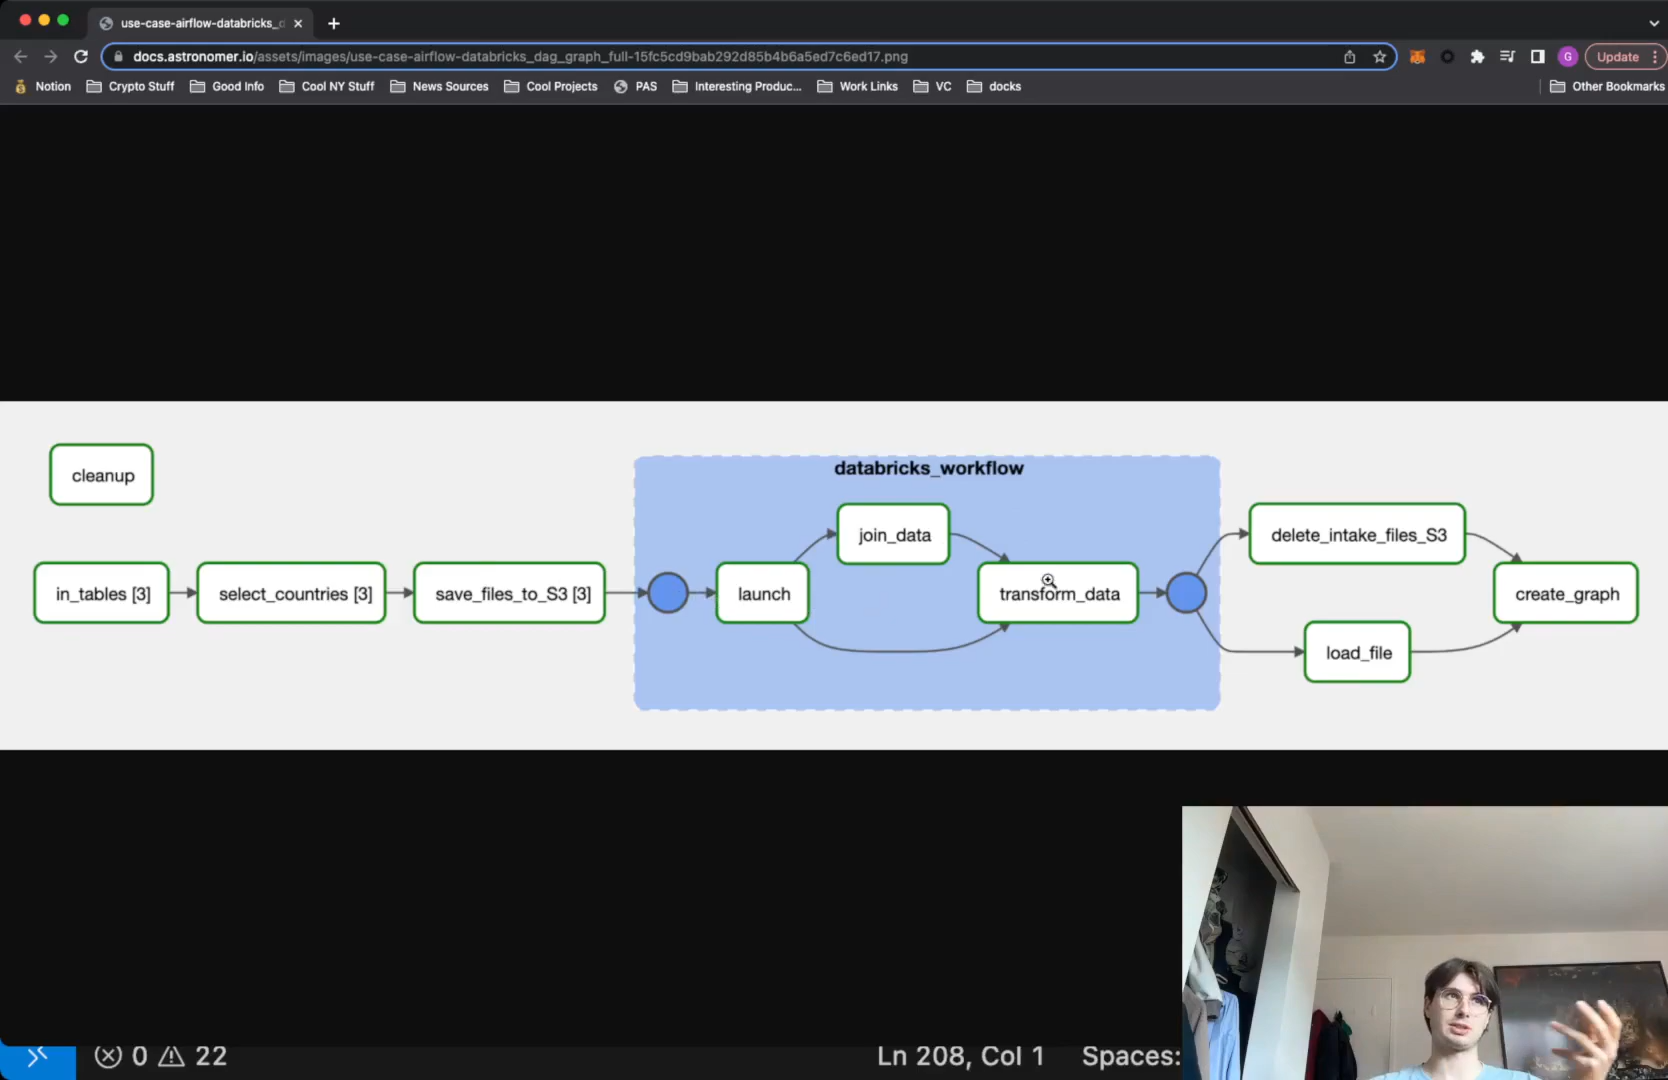 use-case-airflow-databricks_d
docs.astronomer.io/assets/images/use-case-airflow-databricks_dag_graph_full-15fc5cd9bab292d85b4b6a5ed7c6ed17.png
G
Update
Notion
Crypto Stuff
Good Info
Cool NY Stuff
News Sources
Cool Projects
PAS
Interesting Produc...
Work Links
VC
docks
Other Bookmarks
cleanup
databricks_workflow
join_data
delete_intake_files_S3
in_tables [3]
select_countries [3]
save_files_to_S3 [3]
launch
transform_data
create_graph
load_file
0
22
Ln 208, Col 1
Spaces: